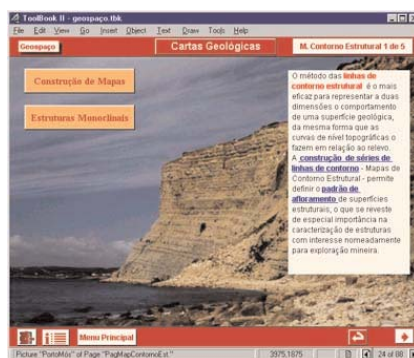 ToolBook II - geospaço.tbk
File Edit View Go Insert Object Text Draw Tools Help
Geospaço
Cartas Geológicas
M. Contorno Estrutural 1 de 5
Construção de Mapas
Estruturas Monoclinais
O método das linhas de
contorno estrutural é o mais
eficaz para representar a duas
dimensões o comportamento
de uma superfície geológica,
da mesma forma que as
curvas de nível topográficas o
fazem em relação ao relevo.
A construção de séries de
linhas de contorno - Mapas de
Contorno Estrutural - permite
definir o padrão de
afloramento de superfícies
estruturais, o que se reveste
de especial importância na
caracterização de estruturas
com interesse nomeadamente
para exploração mineira.
Menu Principal
Picture "PortoMós" of Page "PagMapContornoEst."
3975,1875
24 of 88